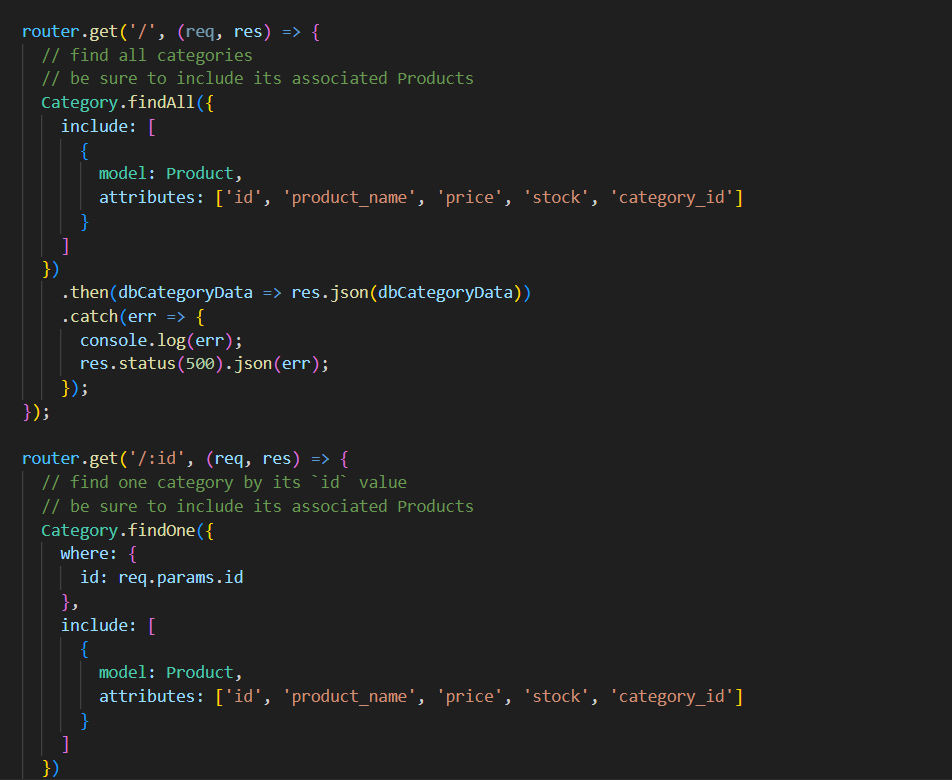 router.get('/', (req, res) => {
  // find all categories
  // be sure to include its associated Products
  Category.findAll({
    include: [
      {
        model: Product,
        attributes: ['id', 'product_name', 'price', 'stock', 'category_id']
      }
    ]
  })
    .then(dbCategoryData => res.json(dbCategoryData))
    .catch(err => {
      console.log(err);
      res.status(500).json(err);
    });
});

router.get('/:id', (req, res) => {
  // find one category by its `id` value
  // be sure to include its associated Products
  Category.findOne({
    where: {
      id: req.params.id
    },
    include: [
      {
        model: Product,
        attributes: ['id', 'product_name', 'price', 'stock', 'category_id']
      }
    ]
  })